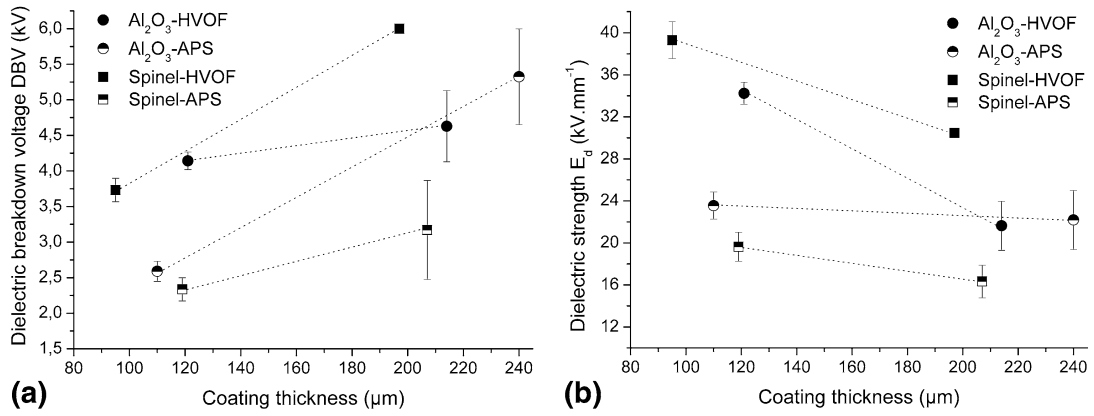 Dielectric breakdown voltage DBV (kV)
6,0
5,5
5,0
4,5
4,0
3,5
3,0
2,5
2,0
1,5
Al₂O₃-HVOF
Al₂O₃-APS
Spinel-HVOF
Spinel-APS
80 100 120 140 160 180 200 220 240
Coating thickness (µm)
(a)
Dielectric strength E_d (kV.mm⁻¹)
40
36
32
28
24
20
16
12
Al₂O₃-HVOF
Al₂O₃-APS
Spinel-HVOF
Spinel-APS
80 100 120 140 160 180 200 220 240
Coating thickness (µm)
(b)